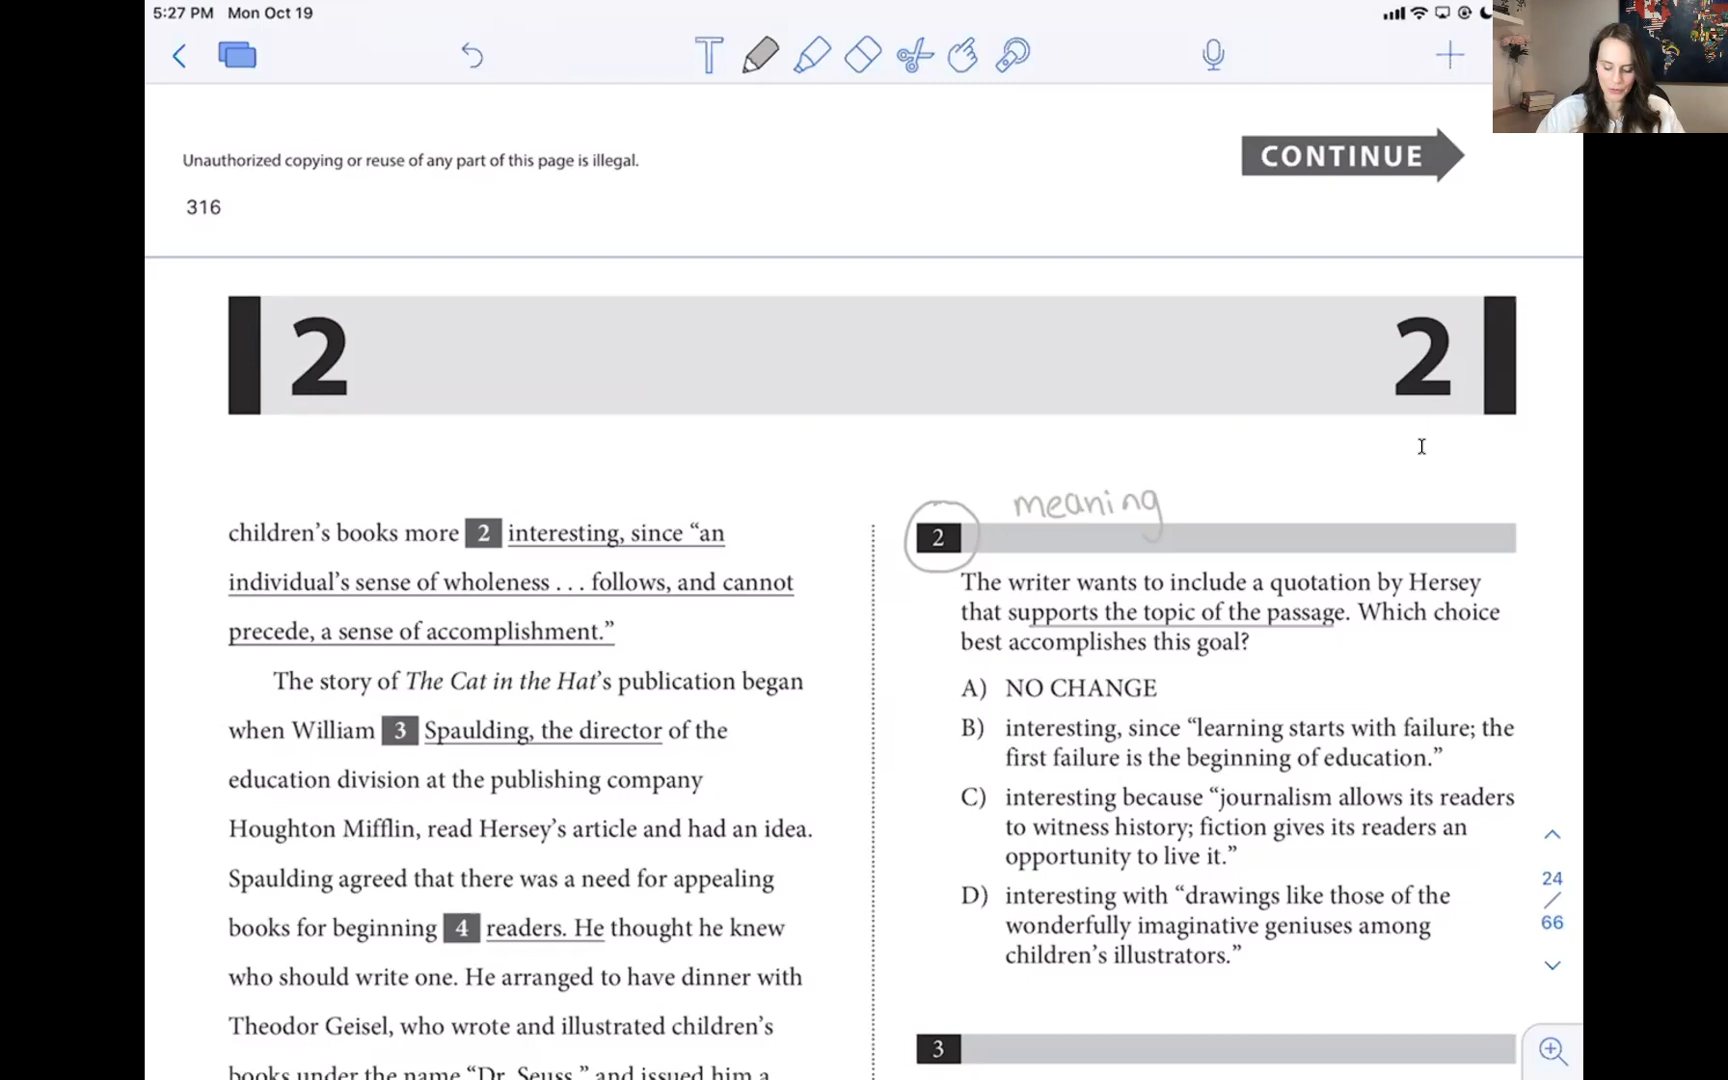 5:27 PM Mon Oct 19
T
Unauthorized copying or reuse of any part of this page is illegal.
CONTINUE
316
2
2
children’s books more 2 interesting, since “an
individual’s sense of wholeness . . . follows, and cannot
precede, a sense of accomplishment.”
The story of The Cat in the Hat’s publication began
when William 3 Spaulding, the director of the
education division at the publishing company
Houghton Mifflin, read Hersey’s article and had an idea.
Spaulding agreed that there was a need for appealing
books for beginning 4 readers. He thought he knew
who should write one. He arranged to have dinner with
Theodor Geisel, who wrote and illustrated children’s
books under the name “Dr. Seuss,” and issued him a
meaning
2
The writer wants to include a quotation by Hersey
that supports the topic of the passage. Which choice
best accomplishes this goal?
A) NO CHANGE
B) interesting, since “learning starts with failure; the
first failure is the beginning of education.”
C) interesting because “journalism allows its readers
to witness history; fiction gives its readers an
opportunity to live it.”
D) interesting with “drawings like those of the
wonderfully imaginative geniuses among
children’s illustrators.”
3
24
/
66